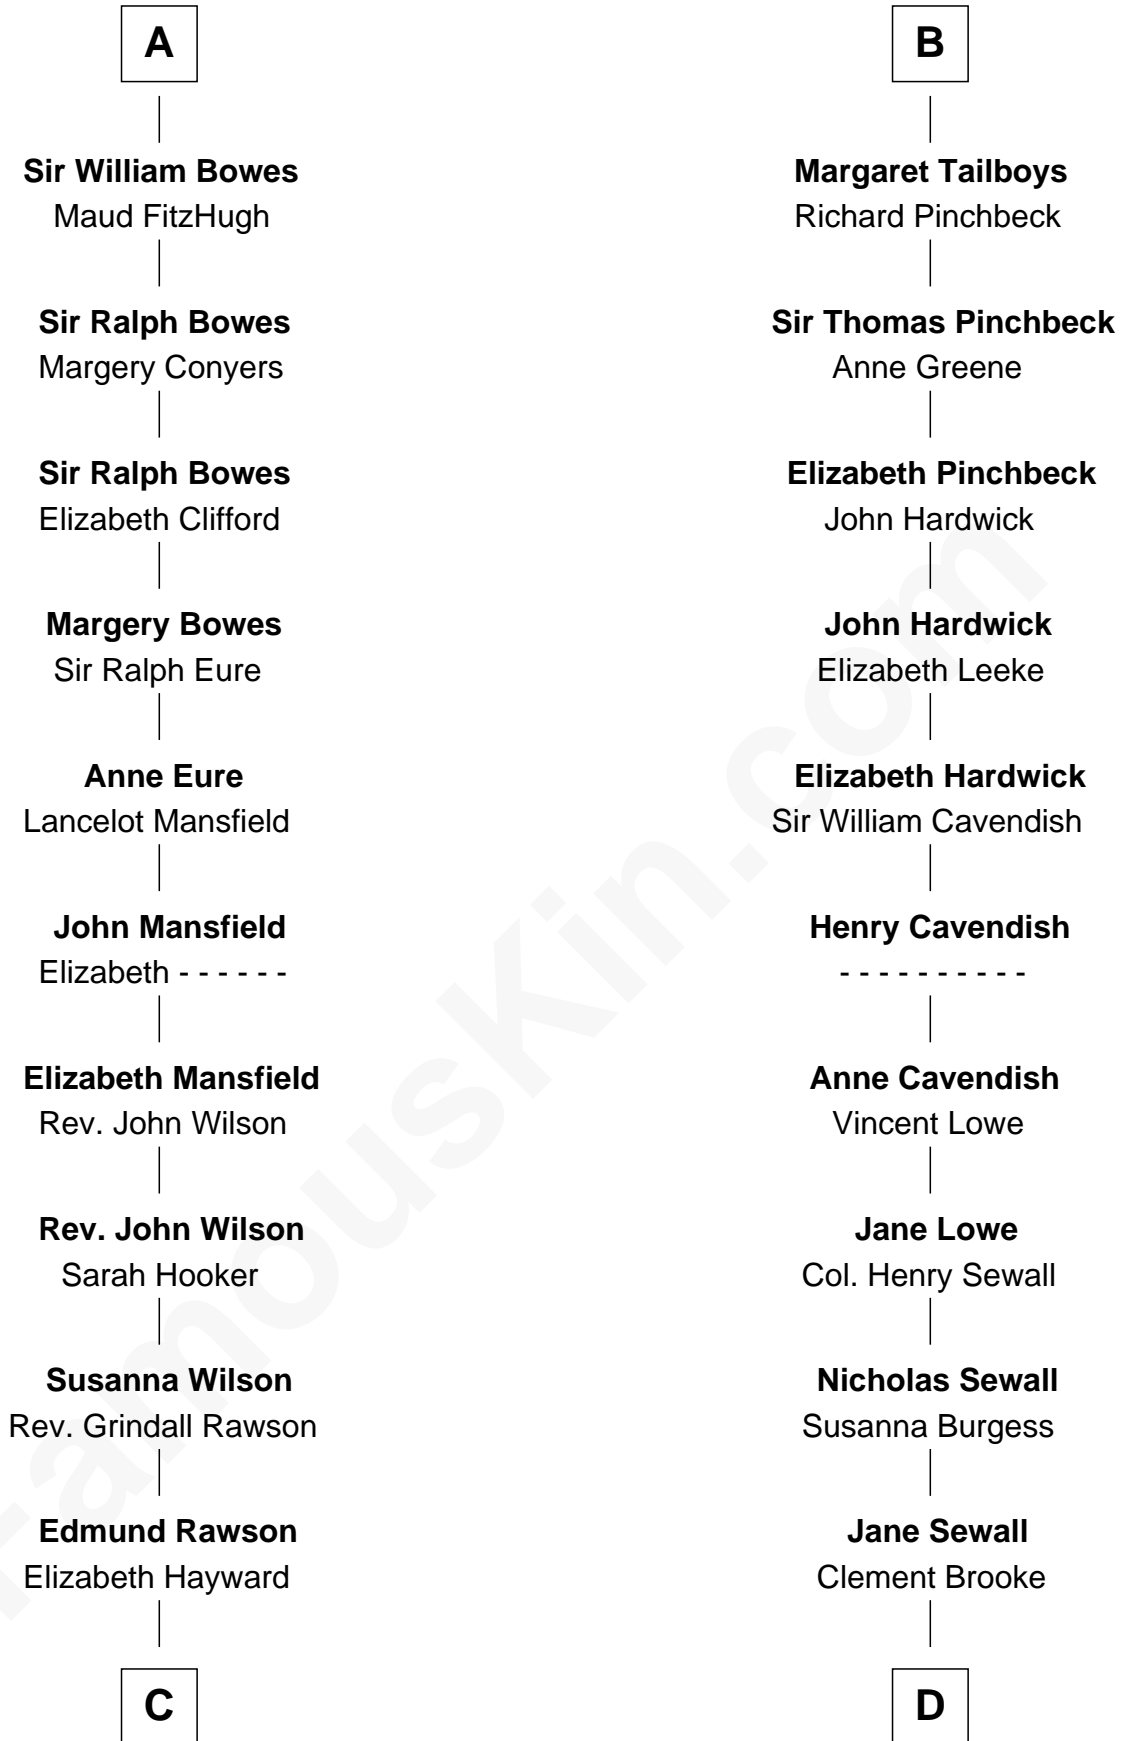 A
Sir William Bowes
Maud FitzHugh
Sir Ralph Bowes
Margery Conyers
Sir Ralph Bowes
Elizabeth Clifford
Margery Bowes
Sir Ralph Eure
Anne Eure
Lancelot Mansfield
John Mansfield
Elizabeth - - - - - -
Elizabeth Mansfield
Rev. John Wilson
Rev. John Wilson
Sarah Hooker
Susanna Wilson
Rev. Grindall Rawson
Edmund Rawson
Elizabeth Hayward
C
B
Margaret Tailboys
Richard Pinchbeck
Sir Thomas Pinchbeck
Anne Greene
Elizabeth Pinchbeck
John Hardwick
John Hardwick
Elizabeth Leeke
Elizabeth Hardwick
Sir William Cavendish
Henry Cavendish
- - - - - - - - - -
Anne Cavendish
Vincent Lowe
Jane Lowe
Col. Henry Sewall
Nicholas Sewall
Susanna Burgess
Jane Sewall
Clement Brooke
D
FamousKin.com